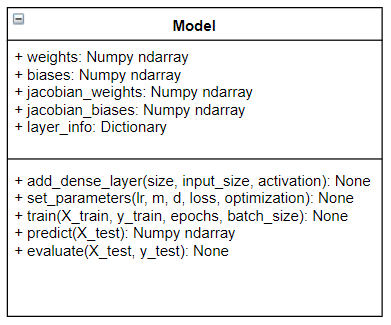 Model
+ weights: Numpy ndarray
+ biases: Numpy ndarray
+ jacobian_weights: Numpy ndarray
+ jacobian_biases: Numpy ndarray
+ layer_info: Dictionary
+ add_dense_layer(size, input_size, activation): None
+ set_parameters(lr, m, d, loss, optimization): None
+ train(X_train, y_train, epochs, batch_size): None
+ predict(X_test): Numpy ndarray
+ evaluate(X_test, y_test): None